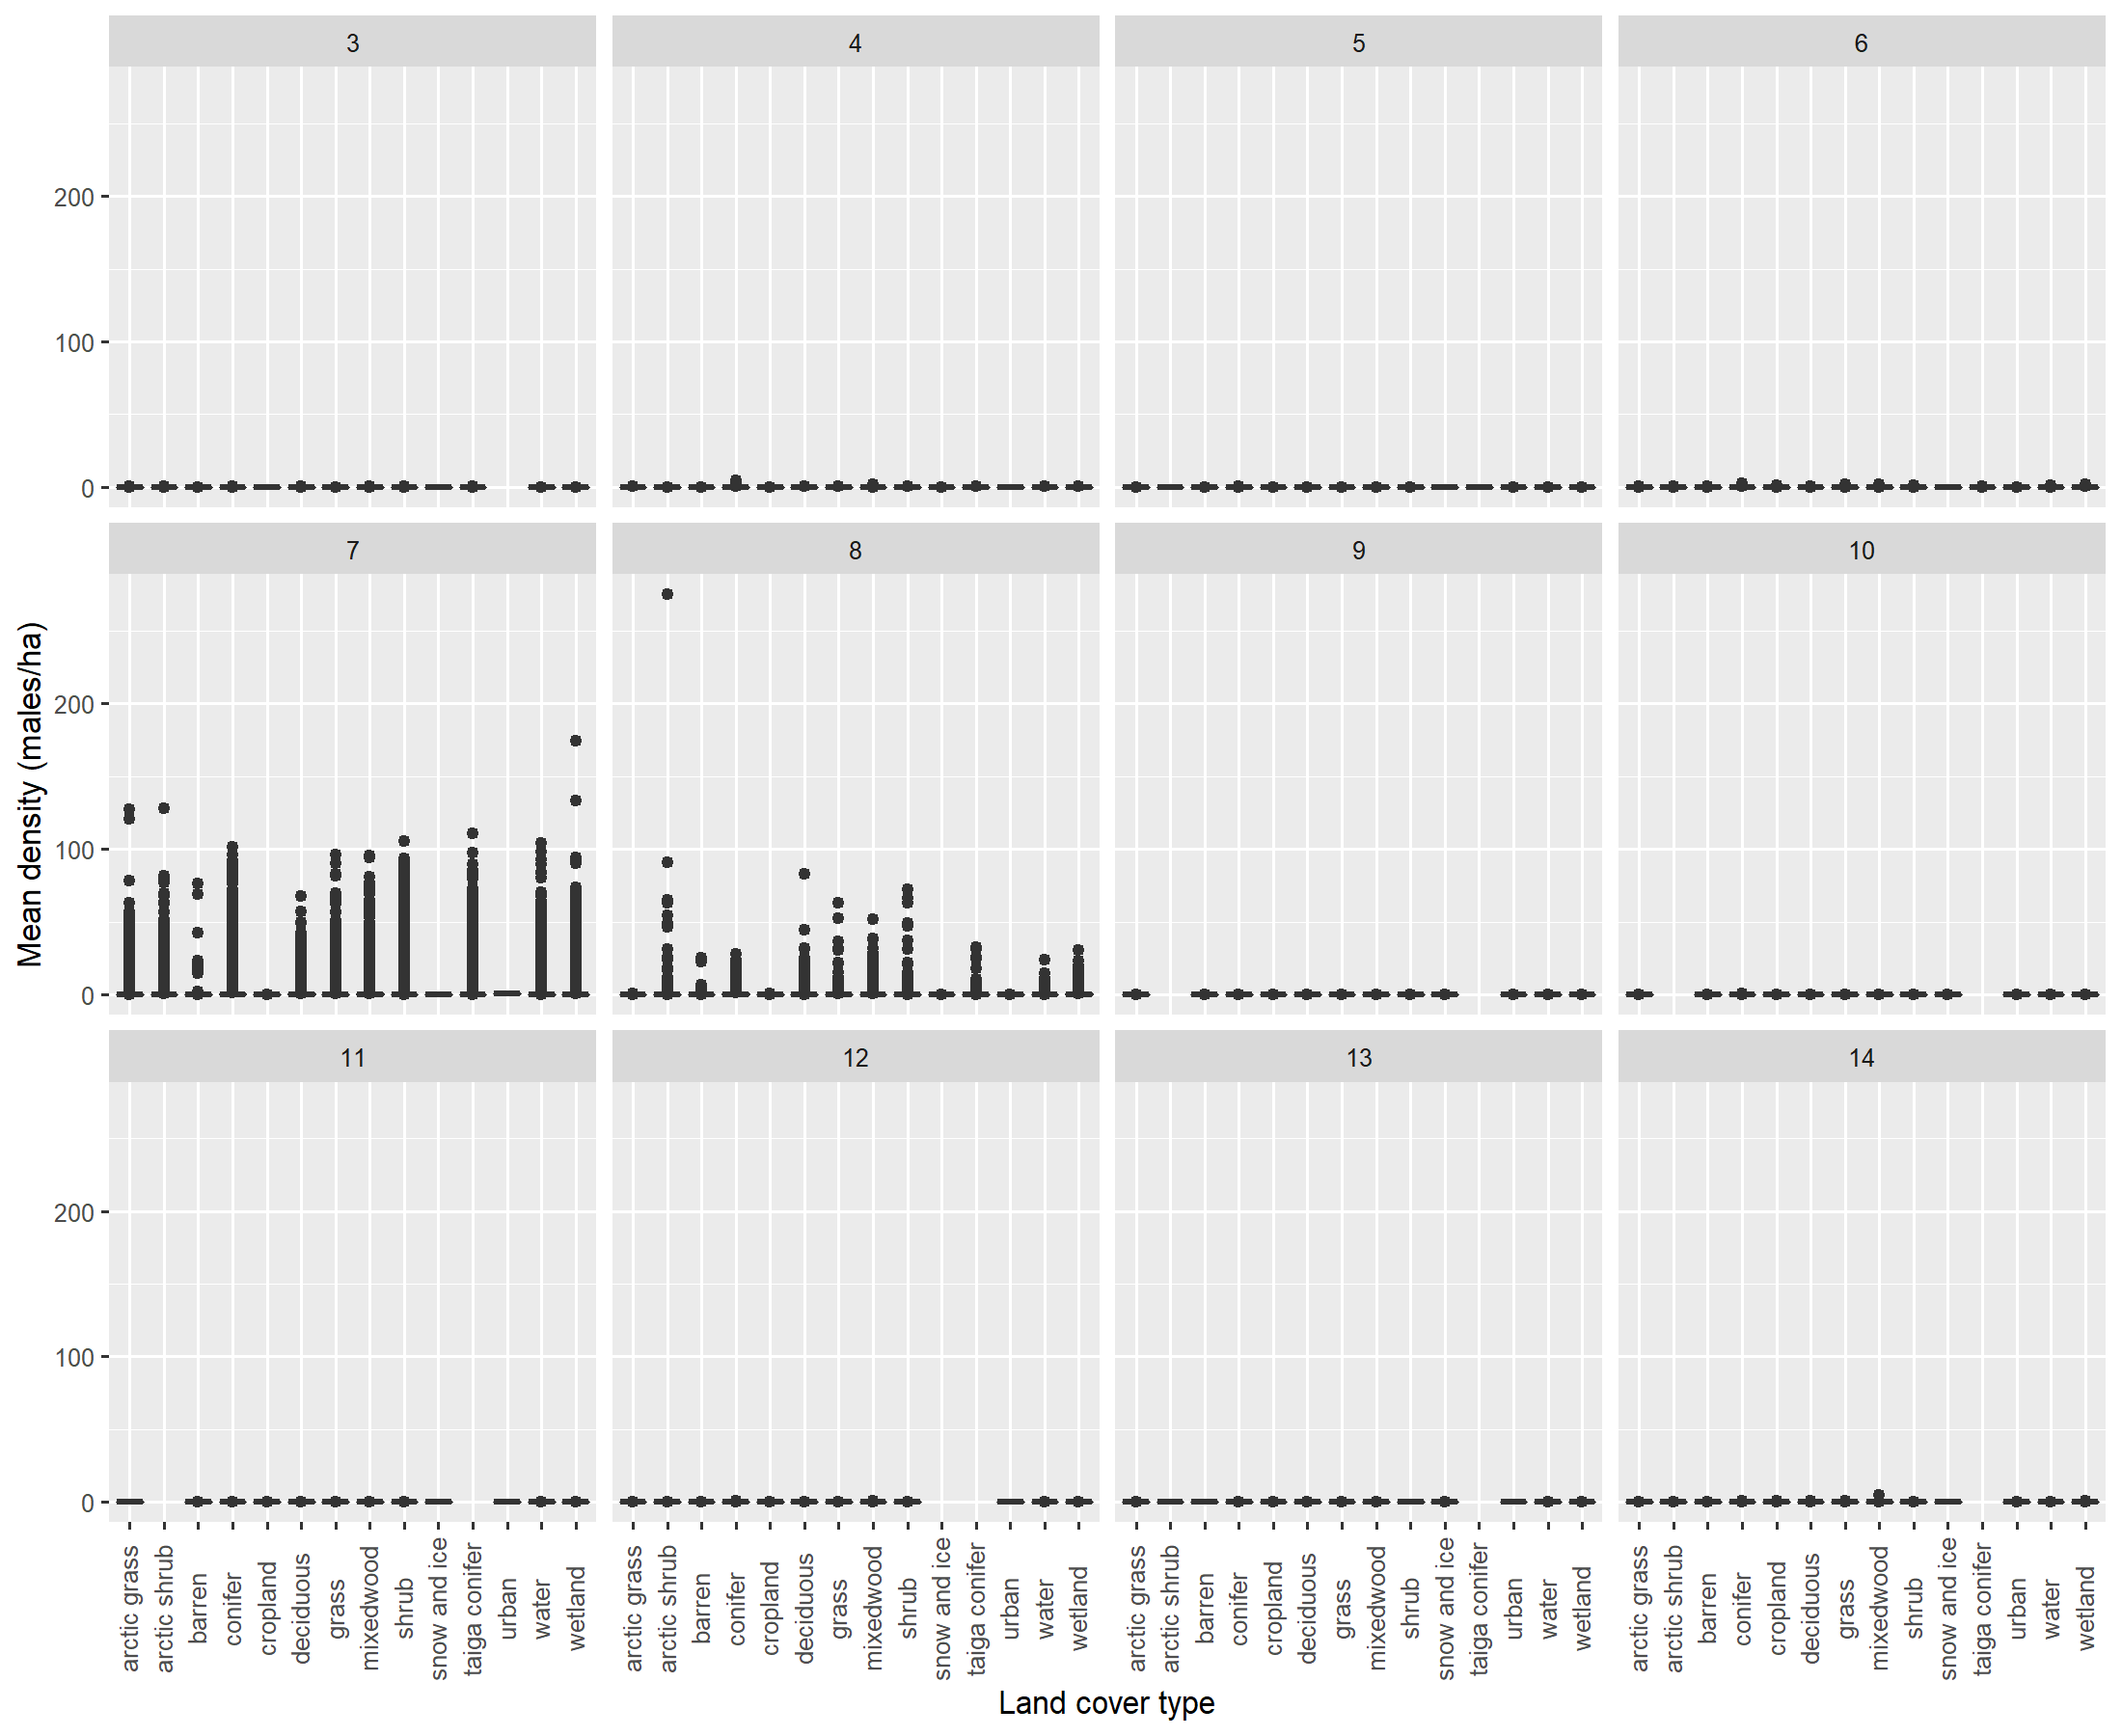 3 4 5 6
200
100
0
7 8 9 10
200
100
0
11 12 13 14
200
100
0
Mean density (males/ha)
arctic grass arctic shrub barren conifer cropland deciduous grass mixedwood shrub snow and ice taiga conifer urban water wetland
arctic grass arctic shrub barren conifer cropland deciduous grass mixedwood shrub snow and ice taiga conifer urban water wetland
arctic grass arctic shrub barren conifer cropland deciduous grass mixedwood shrub snow and ice taiga conifer urban water wetland
arctic grass arctic shrub barren conifer cropland deciduous grass mixedwood shrub snow and ice taiga conifer urban water wetland
Land cover type